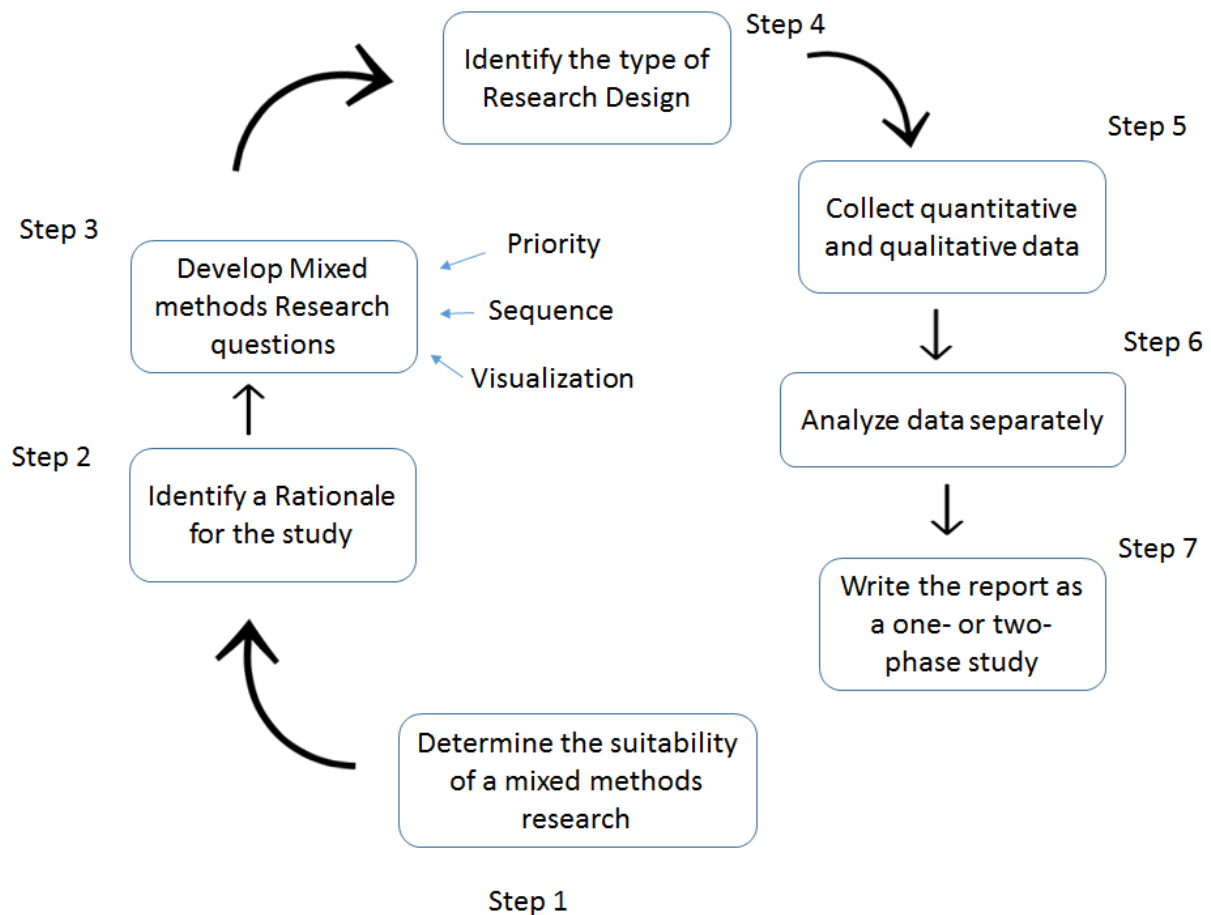 Step 4
Identify the type of
Research Design
Step 5
Collect quantitative
and qualitative data
Step 3
Develop Mixed
methods Research
questions
Priority
Sequence
Visualization
Step 6
Analyze data separately
Step 2
Identify a Rationale
for the study
Step 7
Write the report as
a one- or two-
phase study
Determine the suitability
of a mixed methods
research
Step 1